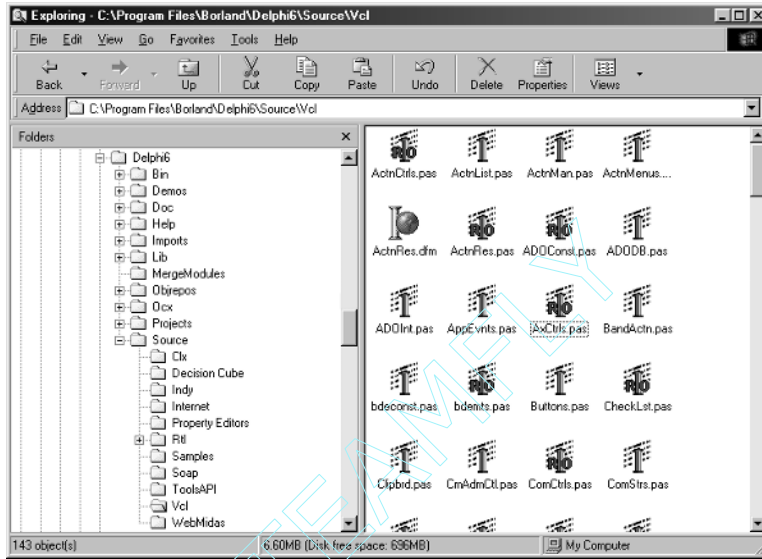 Exploring - C:\Program Files\Borland\Delphi6\Source\Vcl
File Edit View Go Favorites Tools Help
Back Forward Up Cut Copy Paste Undo Delete Properties Views
Address C:\Program Files\Borland\Delphi6\Source\Vcl
Folders
Delphi6
Bin
Demos
Doc
Help
Imports
Lib
MergeModules
Objrepos
Ocx
Projects
Source
Clx
Decision Cube
Indy
Internet
Property Editors
Rtl
Samples
Soap
ToolsAPI
Vcl
WebMidas
ActnCtrls.pas ActnList.pas ActnMan.pas ActnMenus....
ActnRes.dfm ActnRes.pas ADOConst.pas ADODB.pas
ADOInt.pas AppEvnts.pas AxCtrls.pas BandActn.pas
bdeconst.pas bdemts.pas Buttons.pas CheckLst.pas
Clipbrd.pas CmAdmCtl.pas ComCtrls.pas ComStrs.pas
143 object(s) 6.60MB (Disk free space: 696MB) My Computer
TEAMFLY